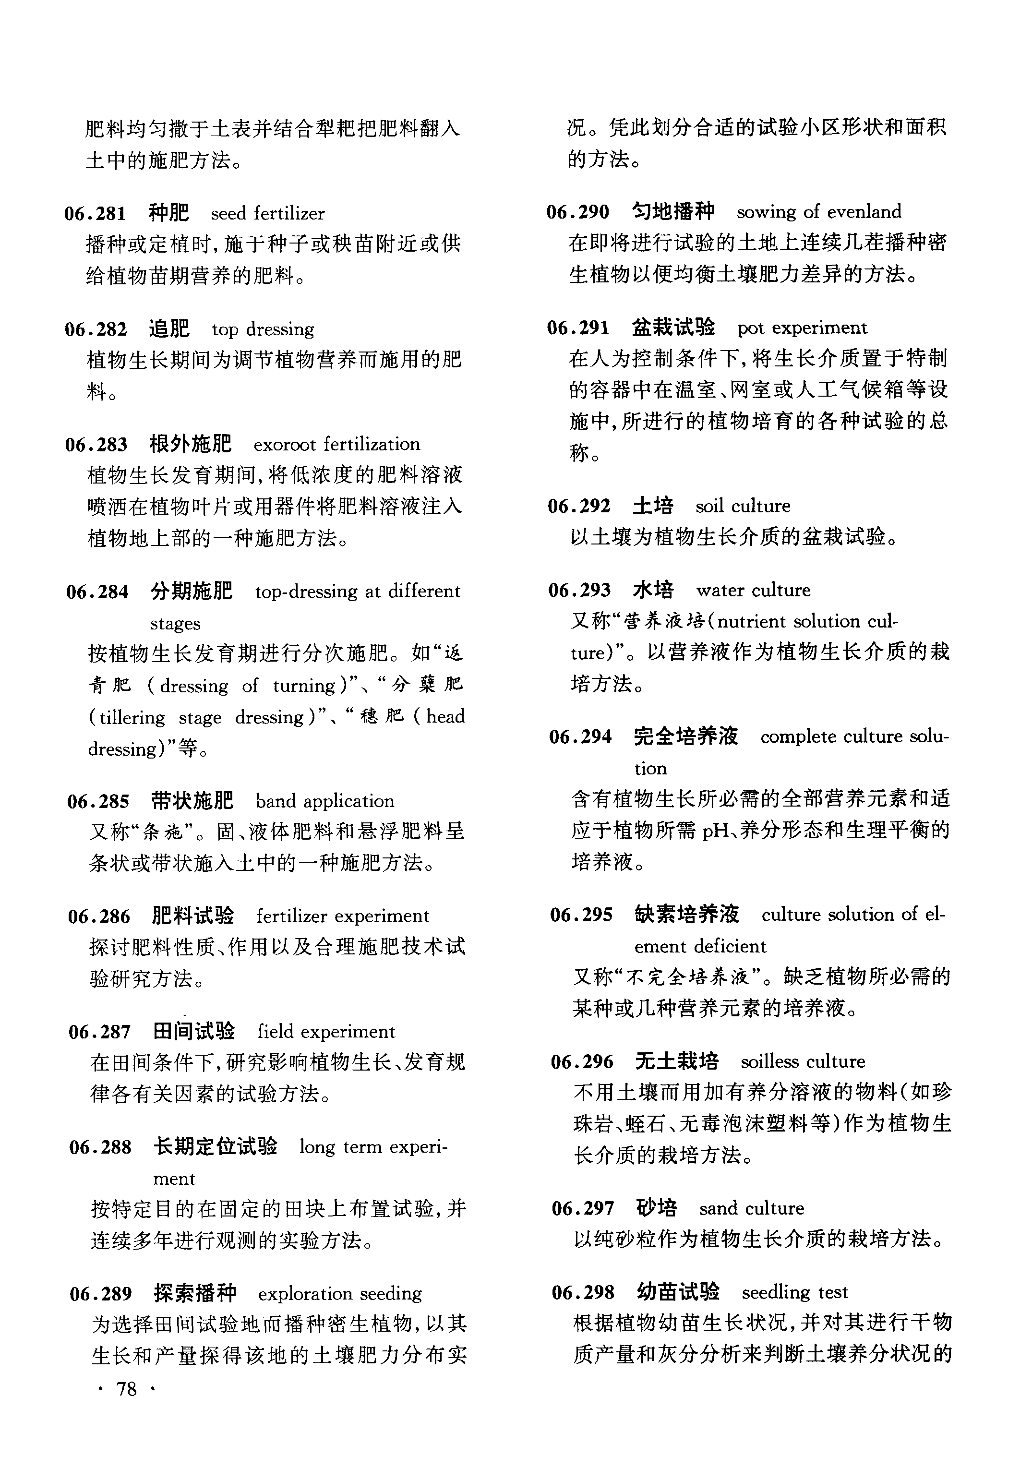 肥料均匀撒于土表并结合犁耙把肥料翻入
土中的施肥方法。
06.281 种肥 seed fertilizer
播种或定植时,施于种子或秧苗附近或供
给植物苗期营养的肥料。
06.282 追肥 top dressing
植物生长期间为调节植物营养而施用的肥
料。
06.283 根外施肥 exoroot fertilization
植物生长发育期间,将低浓度的肥料溶液
喷洒在植物叶片或用器件将肥料溶液注入
植物地上部的一种施肥方法。
06.284 分期施肥 top-dressing at different
stages
按植物生长发育期进行分次施肥。如“返
青肥 (dressing of turning)”、“分蘖肥
(tillering stage dressing)”、“穗肥 (head
dressing)”等。
06.285 带状施肥 band application
又称“条施”。固、液体肥料和悬浮肥料呈
条状或带状施入土中的一种施肥方法。
06.286 肥料试验 fertilizer experiment
探讨肥料性质、作用以及合理施肥技术试
验研究方法。
06.287 田间试验 field experiment
在田间条件下,研究影响植物生长、发育规
律各有关因素的试验方法。
06.288 长期定位试验 long term experi-
ment
按特定目的在固定的田块上布置试验,并
连续多年进行观测的实验方法。
06.289 探索播种 exploration seeding
为选择田间试验地而播种密生植物,以其
生长和产量探得该地的土壤肥力分布实
· 78 ·
况。凭此划分合适的试验小区形状和面积
的方法。
06.290 匀地播种 sowing of evenland
在即将进行试验的土地上连续几茬播种密
生植物以便均衡土壤肥力差异的方法。
06.291 盆栽试验 pot experiment
在人为控制条件下,将生长介质置于特制
的容器中在温室、网室或人工气候箱等设
施中,所进行的植物培育的各种试验的总
称。
06.292 土培 soil culture
以土壤为植物生长介质的盆栽试验。
06.293 水培 water culture
又称“营养液培(nutrient solution cul-
ture)”。以营养液作为植物生长介质的栽
培方法。
06.294 完全培养液 complete culture solu-
tion
含有植物生长所必需的全部营养元素和适
应于植物所需 pH、养分形态和生理平衡的
培养液。
06.295 缺素培养液 culture solution of el-
ement deficient
又称“不完全培养液”。缺乏植物所必需的
某种或几种营养元素的培养液。
06.296 无土栽培 soilless culture
不用土壤而用加有养分溶液的物料(如珍
珠岩、蛭石、无毒泡沫塑料等)作为植物生
长介质的栽培方法。
06.297 砂培 sand culture
以纯砂粒作为植物生长介质的栽培方法。
06.298 幼苗试验 seedling test
根据植物幼苗生长状况,并对其进行干物
质产量和灰分分析来判断土壤养分状况的